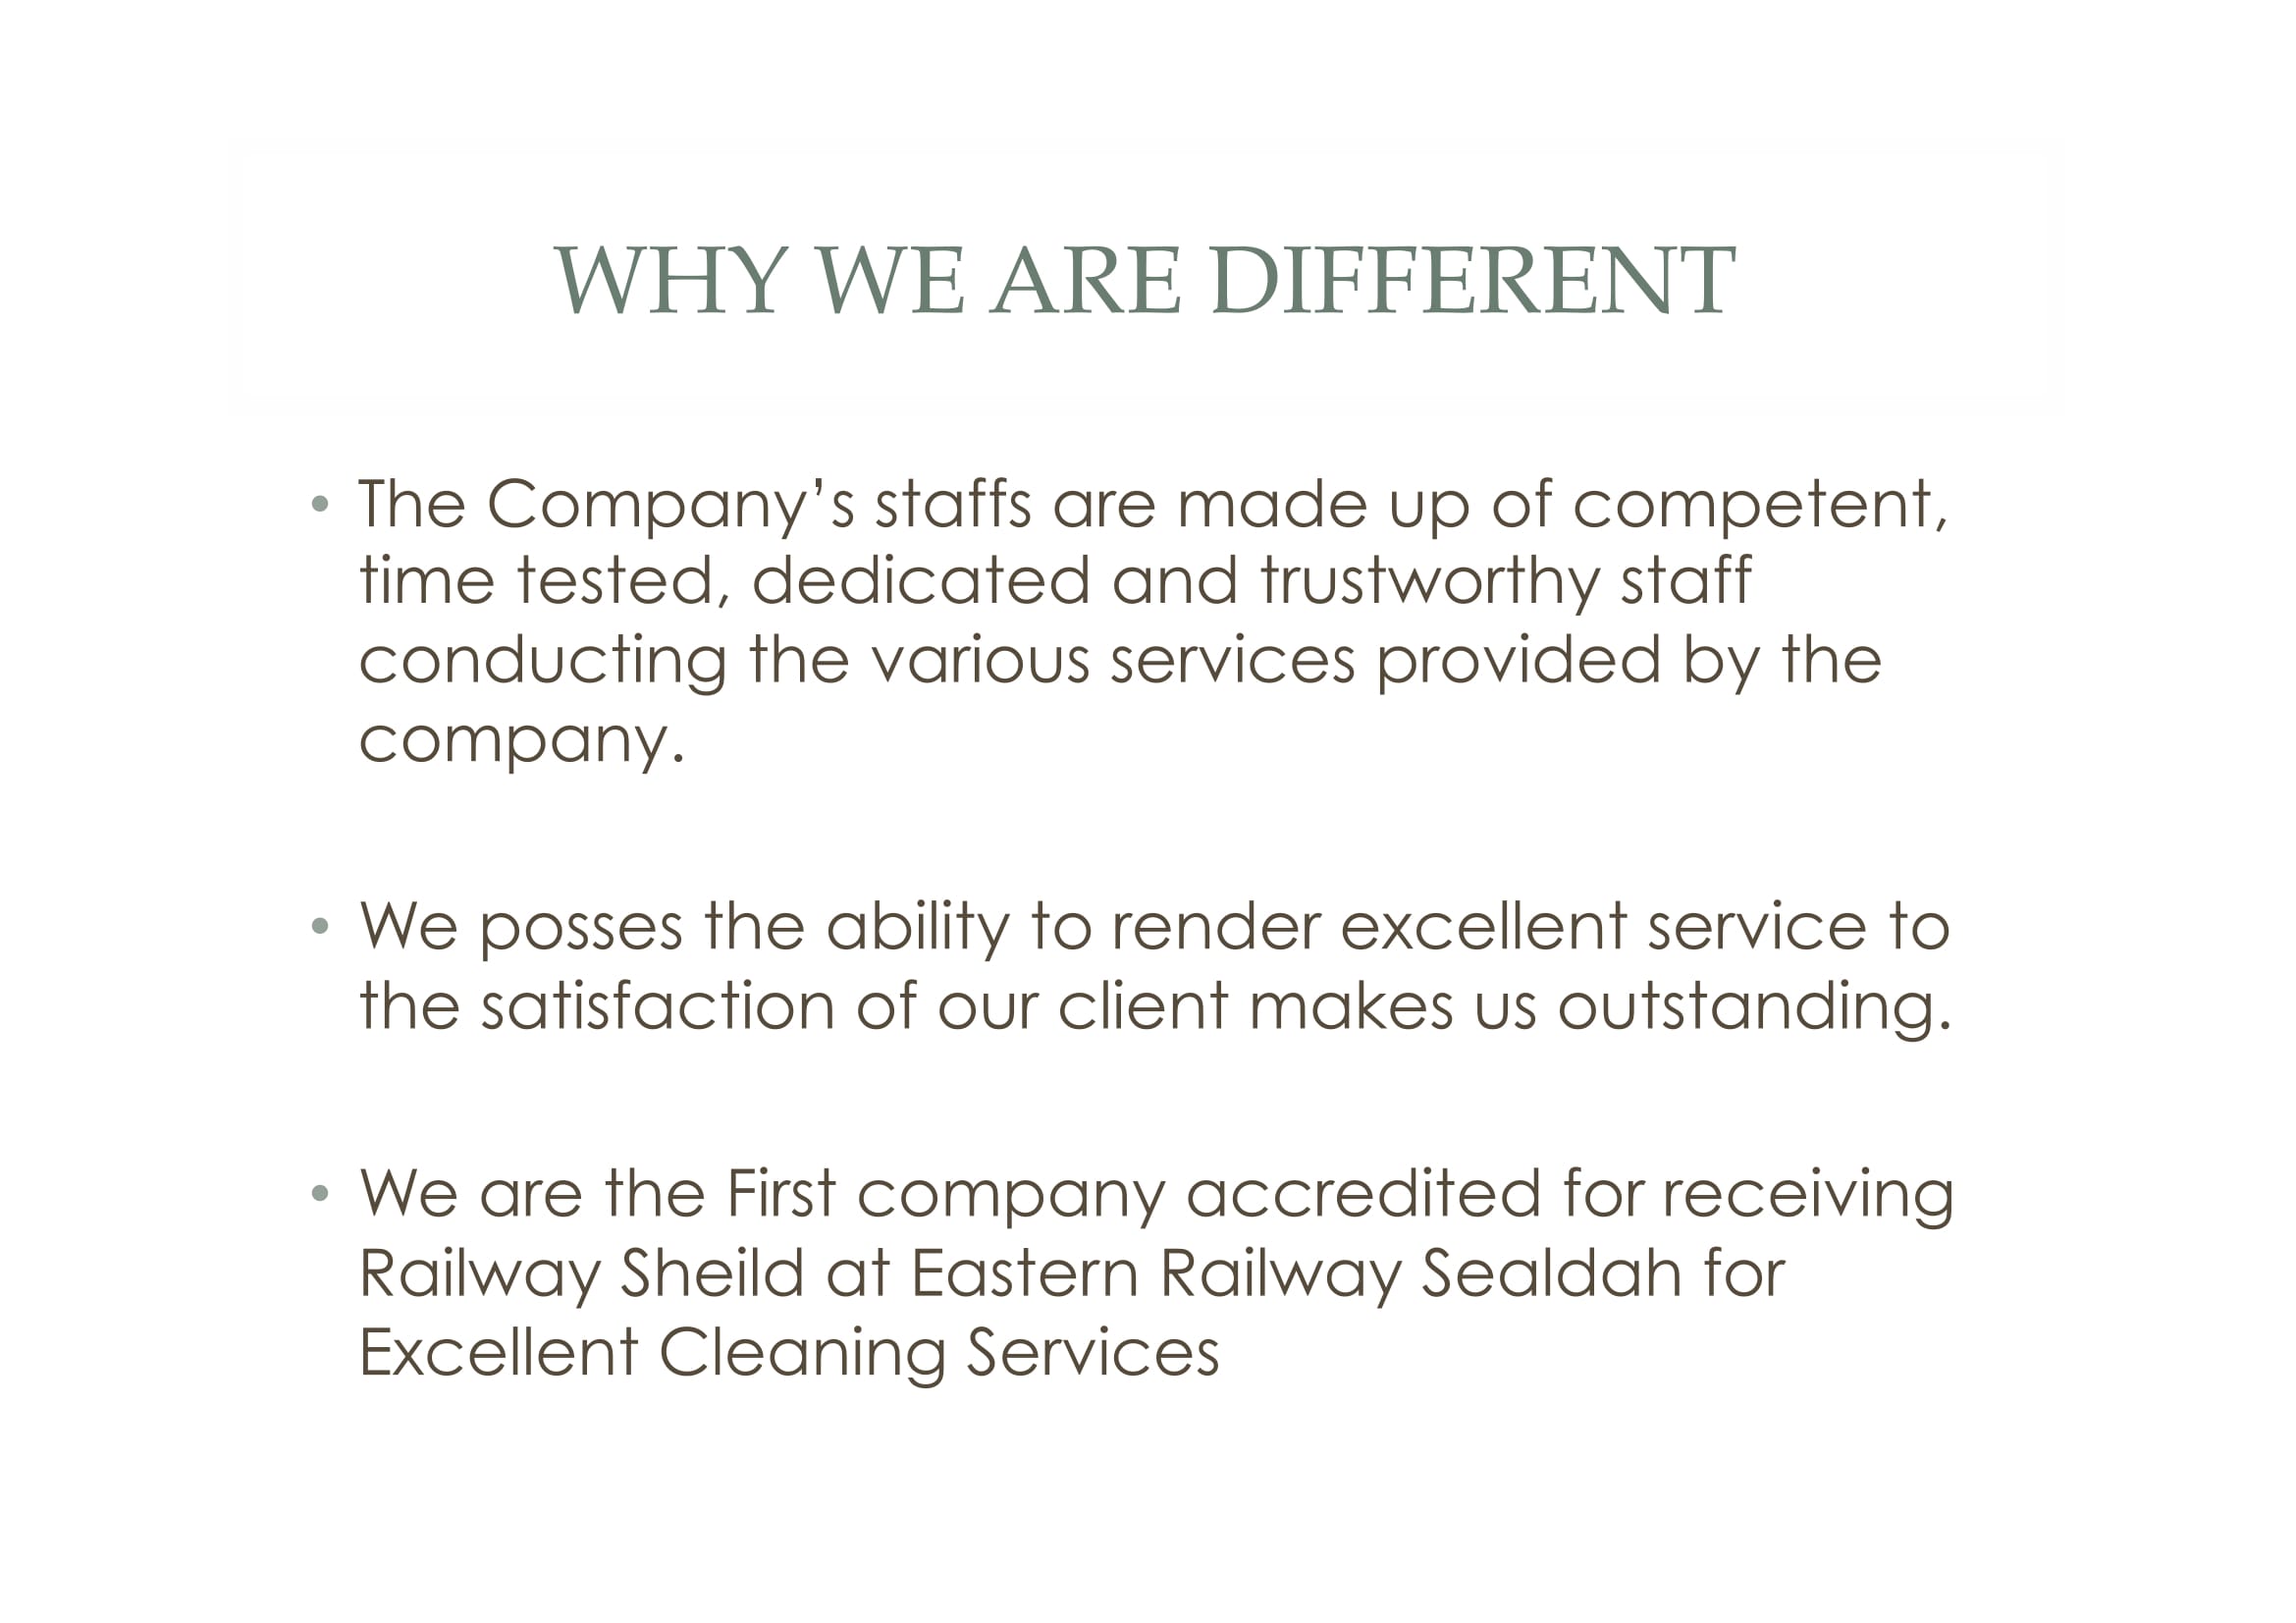 WHY WE ARE DIFFERENT
• The Company’s staffs are made up of competent,
time tested, dedicated and trustworthy staff
conducting the various services provided by the
company.
• We posses the ability to render excellent service to
the satisfaction of our client makes us outstanding.
• We are the First company accredited for receiving
Railway Sheild at Eastern Railway Sealdah for
Excellent Cleaning Services